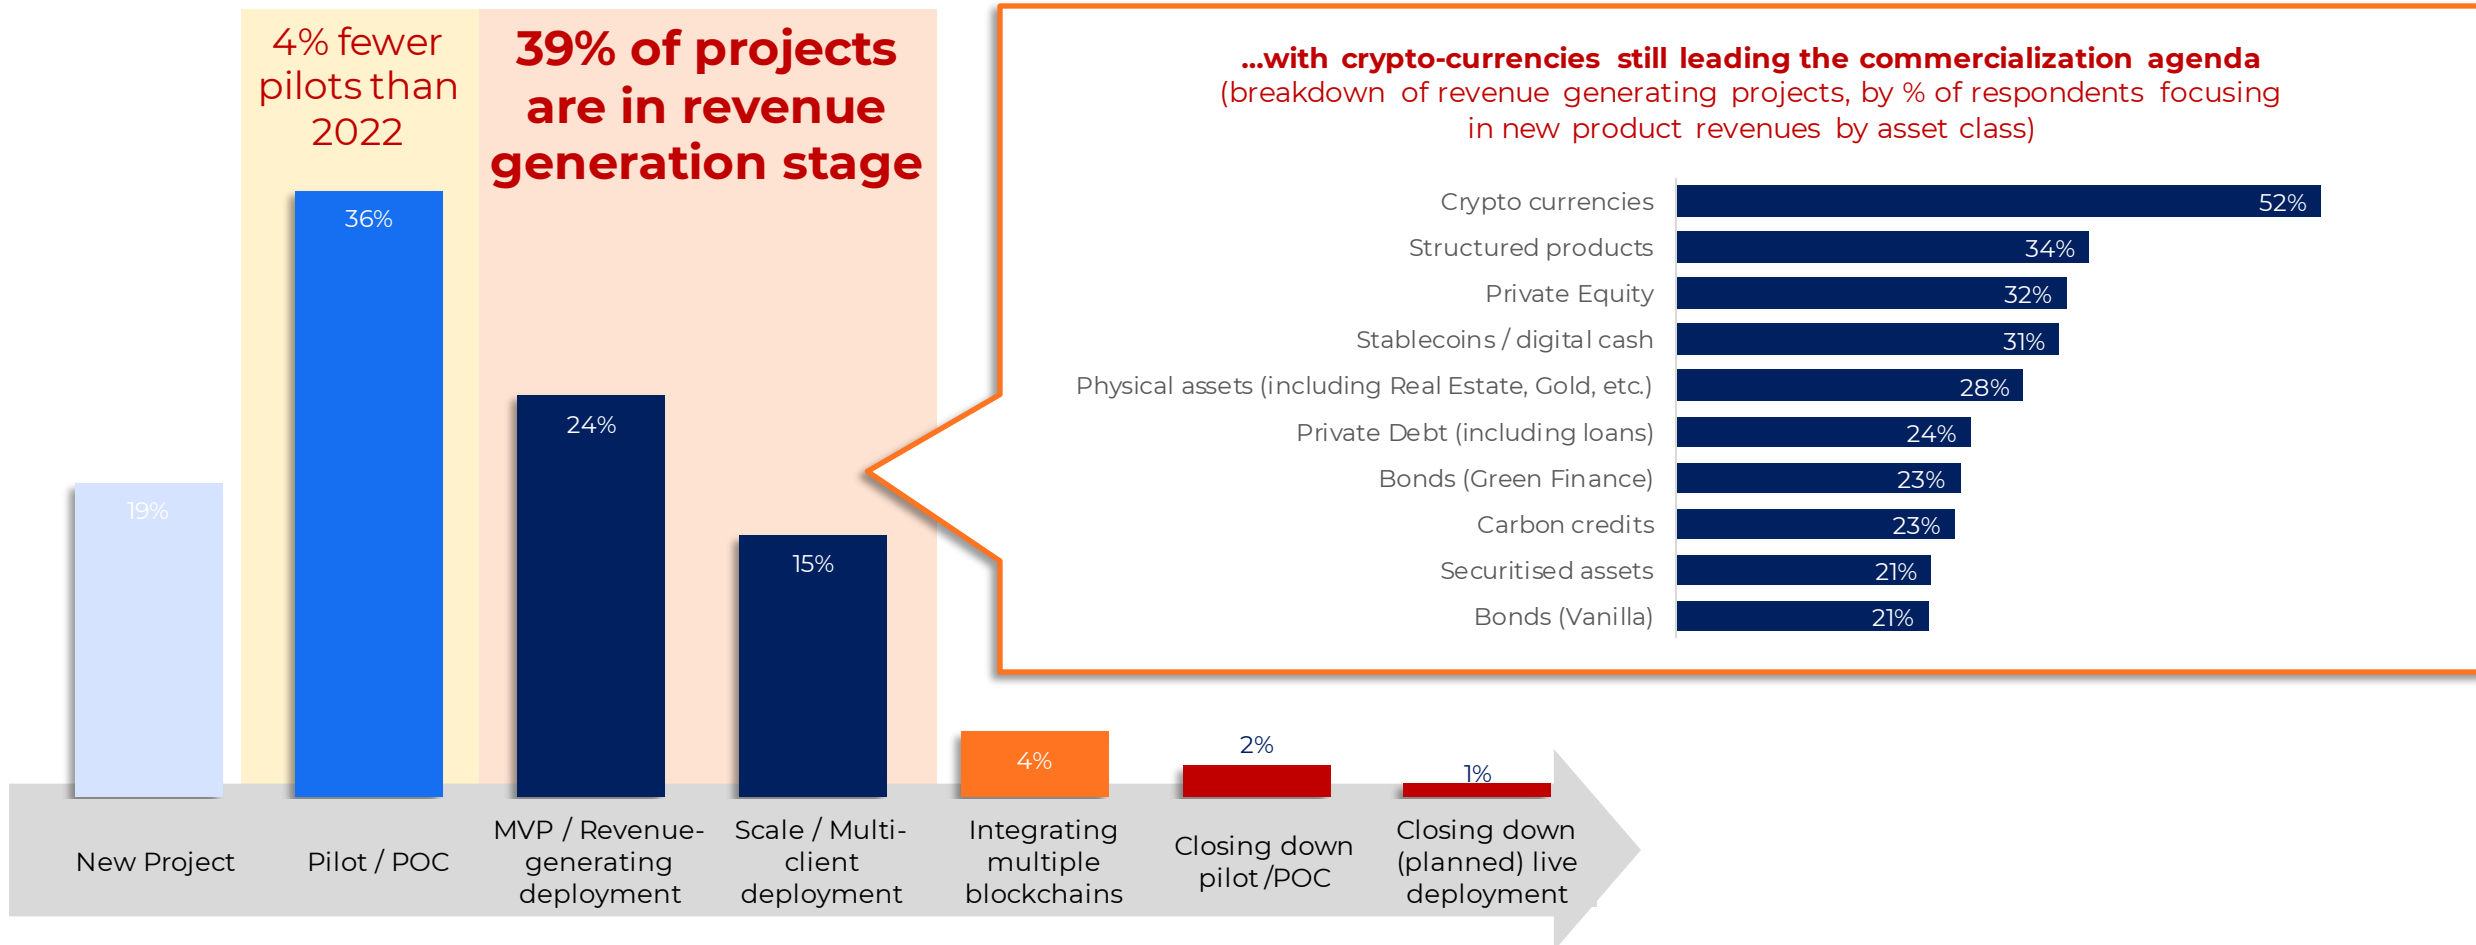 4% fewer
pilots than
2022
39% of projects
are in revenue
generation stage
36%
24%
19%
15%
4%
2%
1%
New Project
Pilot / POC
MVP / Revenue-
generating
deployment
Scale / Multi-
client
deployment
Integrating
multiple
blockchains
Closing down
pilot /POC
Closing down
(planned) live
deployment
...with crypto-currencies still leading the commercialization agenda
(breakdown of revenue generating projects, by % of respondents focusing
in new product revenues by asset class)
Crypto currencies 52%
Structured products 34%
Private Equity 32%
Stablecoins / digital cash 31%
Physical assets (including Real Estate, Gold, etc.) 28%
Private Debt (including loans) 24%
Bonds (Green Finance) 23%
Carbon credits 23%
Securitised assets 21%
Bonds (Vanilla) 21%